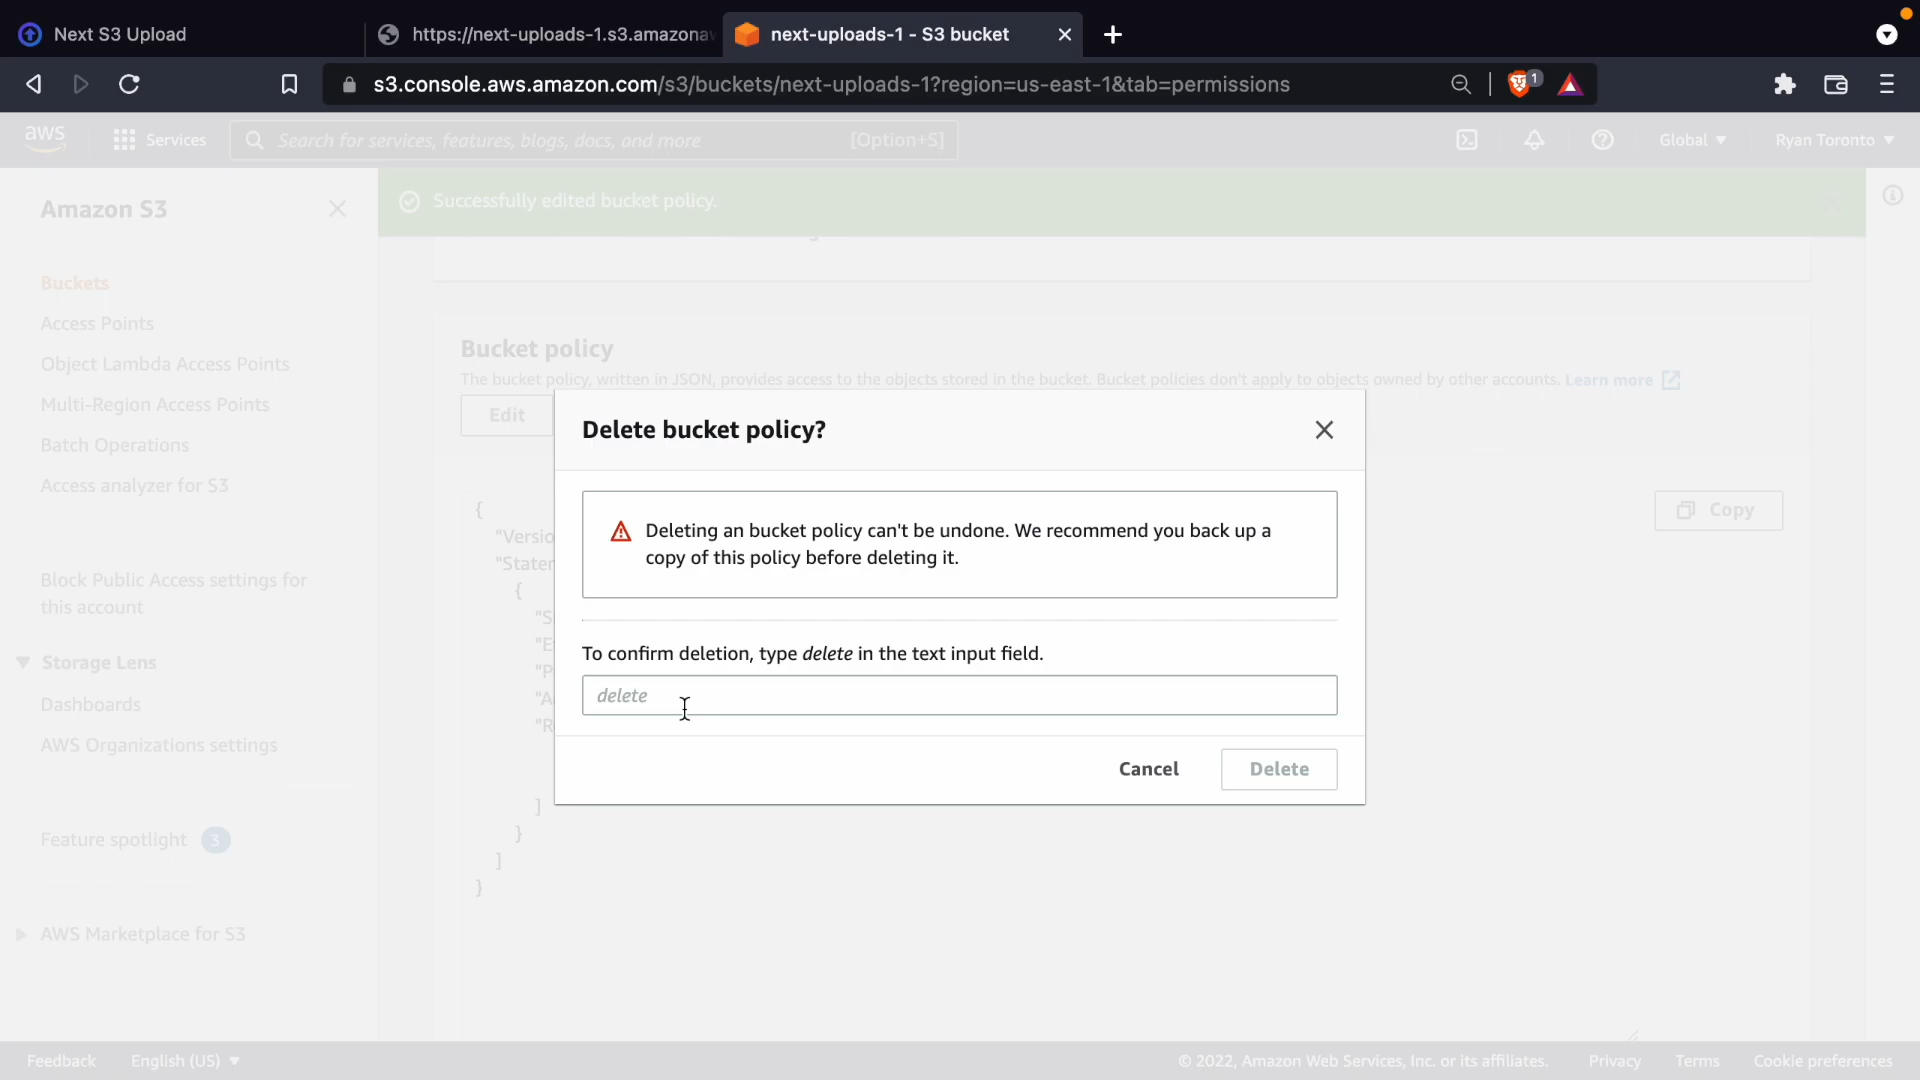 Next S3 Upload
https://next-uploads-1.s3.amazonaw
next-uploads-1 - S3 bucket
s3.console.aws.amazon.com/s3/buckets/next-uploads-1?region=us-east-1&tab=permissions
1
aws
Services
Search for services, features, blogs, docs, and more
[Option+S]
Global
Ryan Toronto
Amazon S3
Successfully edited bucket policy.
Buckets
Access Points
Object Lambda Access Points
Multi-Region Access Points
Batch Operations
Access analyzer for S3
Block Public Access settings for
this account
Storage Lens
Dashboards
AWS Organizations settings
Feature spotlight 3
AWS Marketplace for S3
Bucket policy
The bucket policy, written in JSON, provides access to the objects stored in the bucket. Bucket policies don't apply to objects owned by other accounts. Learn more
Edit
Copy
{
"Versio
"Stater
{
"S
"E
"P
"A
"R
]
}
]
}
Delete bucket policy?
Deleting an bucket policy can't be undone. We recommend you back up a
copy of this policy before deleting it.
To confirm deletion, type delete in the text input field.
delete
Cancel
Delete
Feedback
English (US)
© 2022, Amazon Web Services, Inc. or its affiliates.
Privacy
Terms
Cookie preferences